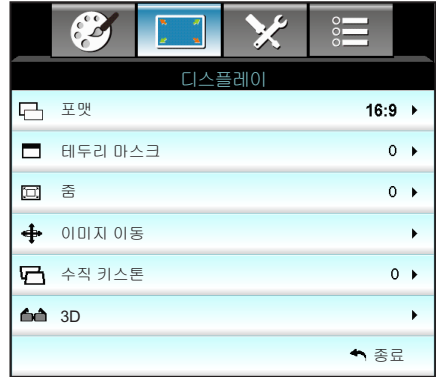 디스플레이
포맷 16:9
테두리 마스크 0
줌 0
이미지 이동
수직 키스톤 0
3D
종료